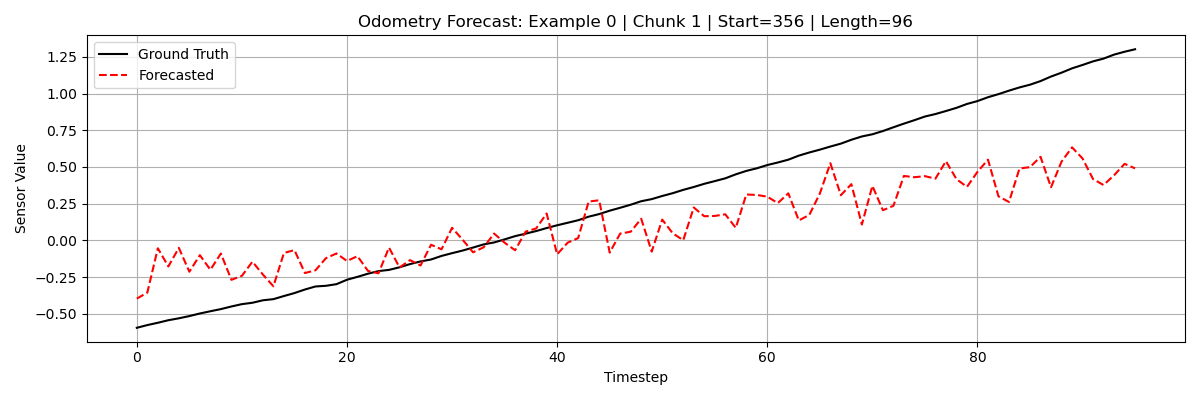 Odometry Forecast: Example 0 | Chunk 1 | Start=356 | Length=96
Ground Truth
Forecasted
Sensor Value
1.25
1.00
0.75
0.50
0.25
0.00
−0.25
−0.50
0 20 40 60 80
Timestep